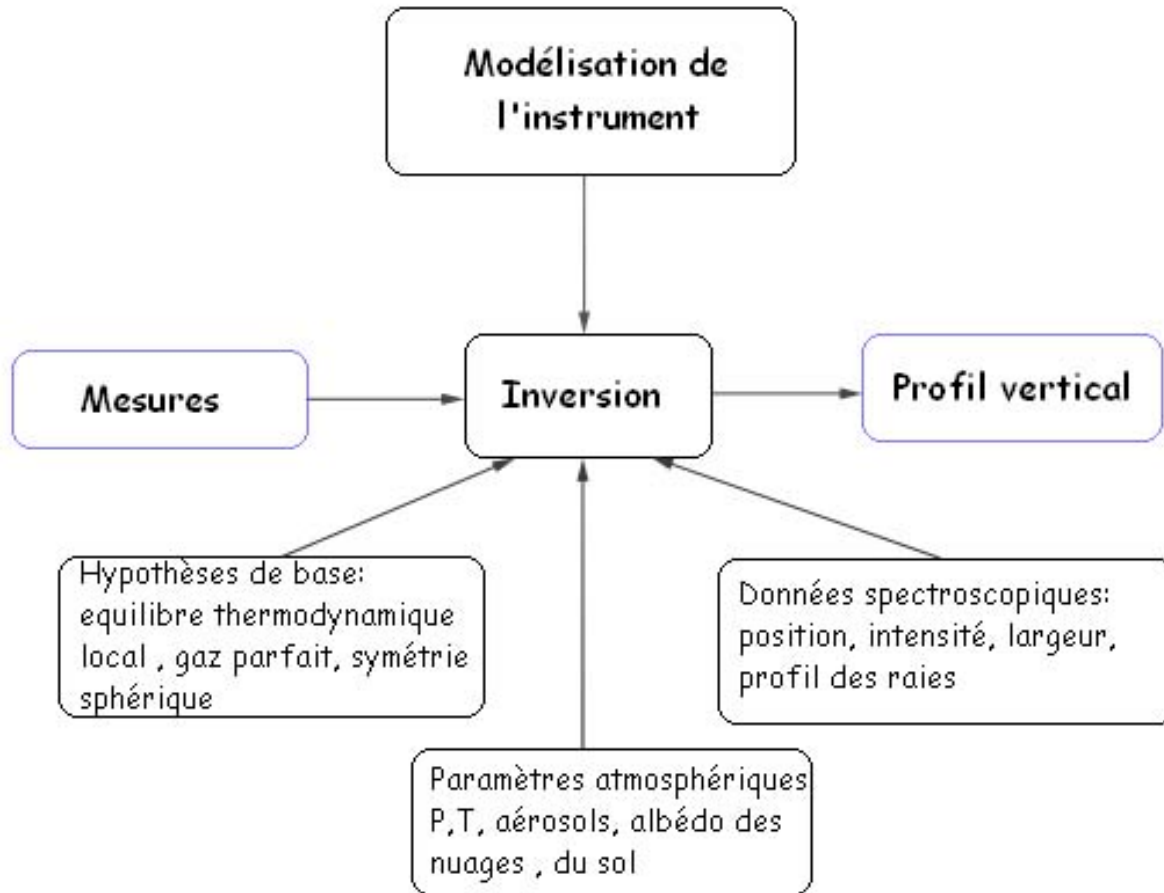 Modélisation de
l'instrument
Mesures
Inversion
Profil vertical
Hypothèses de base:
equilibre thermodynamique
local , gaz parfait, symétrie
sphérique
Données spectroscopiques:
position, intensité, largeur,
profil des raies
Paramètres atmosphériques
P,T, aérosols, albédo des
nuages , du sol